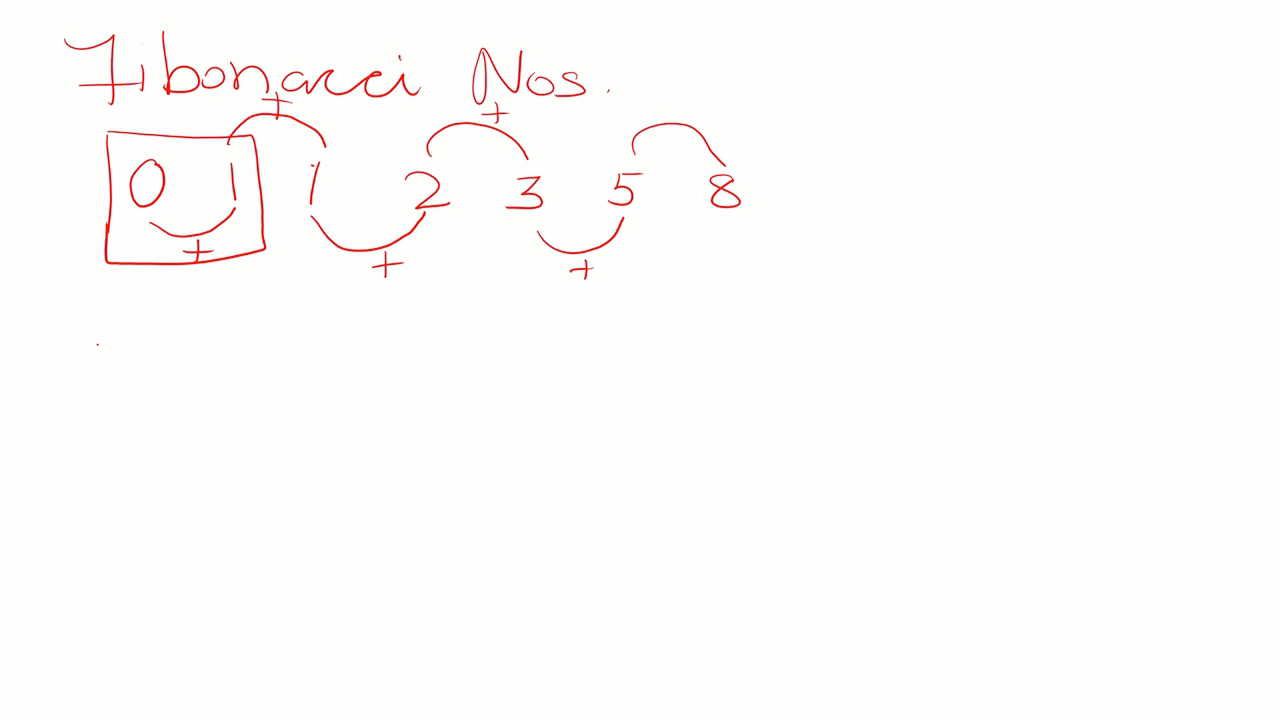 Fibonacci Nos.
+ +
0 1 1 2 3 5 8
+ + +